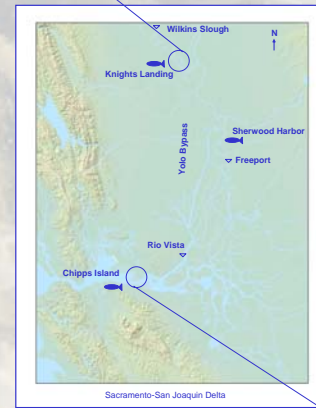 Wilkins Slough
N
Knights Landing
Sherwood Harbor
Yolo Bypass
Freeport
Rio Vista
Chipps Island
Sacramento-San Joaquin Delta